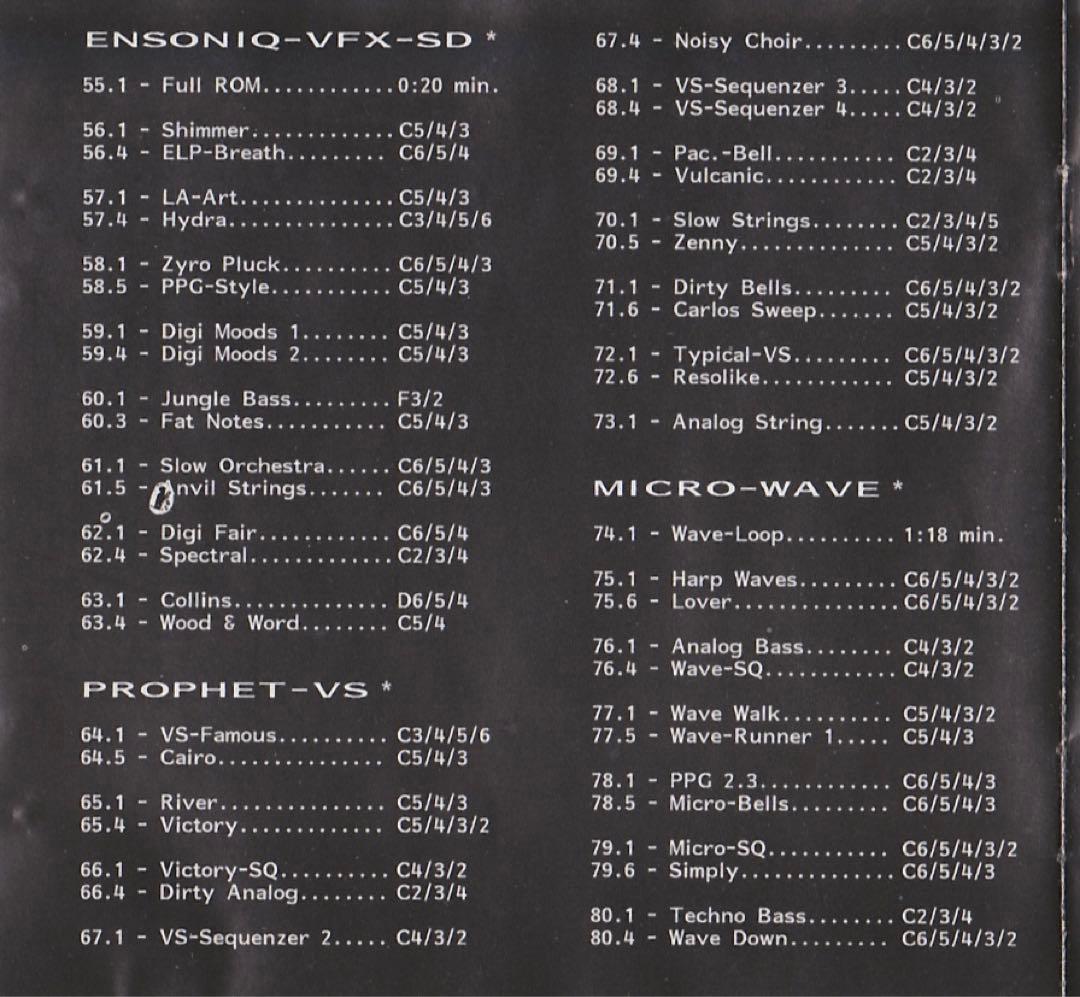 ENSONIQ-VFX-SD *
55.1 - Full ROM............0:20 min.
56.1 - Shimmer.............C5/4/3
56.4 - ELP-Breath......... C6/5/4
57.1 - LA-Art..............C5/4/3
57.4 - Hydra...............C3/4/5/6
58.1 - Zyro Pluck.......... C6/5/4/3
58.5 - PPG-Style........... C5/4/3
59.1 - Digi Moods 1........ C5/4/3
59.4 - Digi Moods 2........ C5/4/3
60.1 - Jungle Bass......... F3/2
60.3 - Fat Notes........... C5/4/3
61.1 - Slow Orchestra...... C6/5/4/3
61.5 - Anvil Strings....... C6/5/4/3
62.1 - Digi Fair............ C6/5/4
62.4 - Spectral.............C2/3/4
63.1 - Collins.............. D6/5/4
63.4 - Wood & Word........ C5/4
PROPHET-VS *
64.1 - VS-Famous.......... C3/4/5/6
64.5 - Cairo............... C5/4/3
65.1 - River............... C5/4/3
65.4 - Victory............. C5/4/3/2
66.1 - Victory-SQ.......... C4/3/2
66.4 - Dirty Analog........ C2/3/4
67.1 - VS-Sequenzer 2..... C4/3/2
67.4 - Noisy Choir......... C6/5/4/3/2
68.1 - VS-Sequenzer 3..... C4/3/2
68.4 - VS-Sequenzer 4..... C4/3/2
69.1 - Pac.-Bell........... C2/3/4
69.4 - Vulcanic............ C2/3/4
70.1 - Slow Strings........ C2/3/4/5
70.5 - Zenny.............. C5/4/3/2
71.1 - Dirty Bells.......... C6/5/4/3/2
71.6 - Carlos Sweep....... C5/4/3/2
72.1 - Typical-VS.......... C6/5/4/3/2
72.6 - Resolike............ C5/4/3/2
73.1 - Analog String....... C5/4/3/2
MICRO-WAVE *
74.1 - Wave-Loop.......... 1:18 min.
75.1 - Harp Waves......... C6/5/4/3/2
75.6 - Lover............... C6/5/4/3/2
76.1 - Analog Bass........ C4/3/2
76.4 - Wave-SQ............ C4/3/2
77.1 - Wave Walk.......... C5/4/3/2
77.5 - Wave-Runner 1..... C5/4/3
78.1 - PPG 2.3............. C6/5/4/3
78.5 - Micro-Bells......... C6/5/4/3
79.1 - Micro-SQ........... C6/5/4/3/2
79.6 - Simply.............. C6/5/4/3
80.1 - Techno Bass........ C2/3/4
80.4 - Wave Down......... C6/5/4/3/2